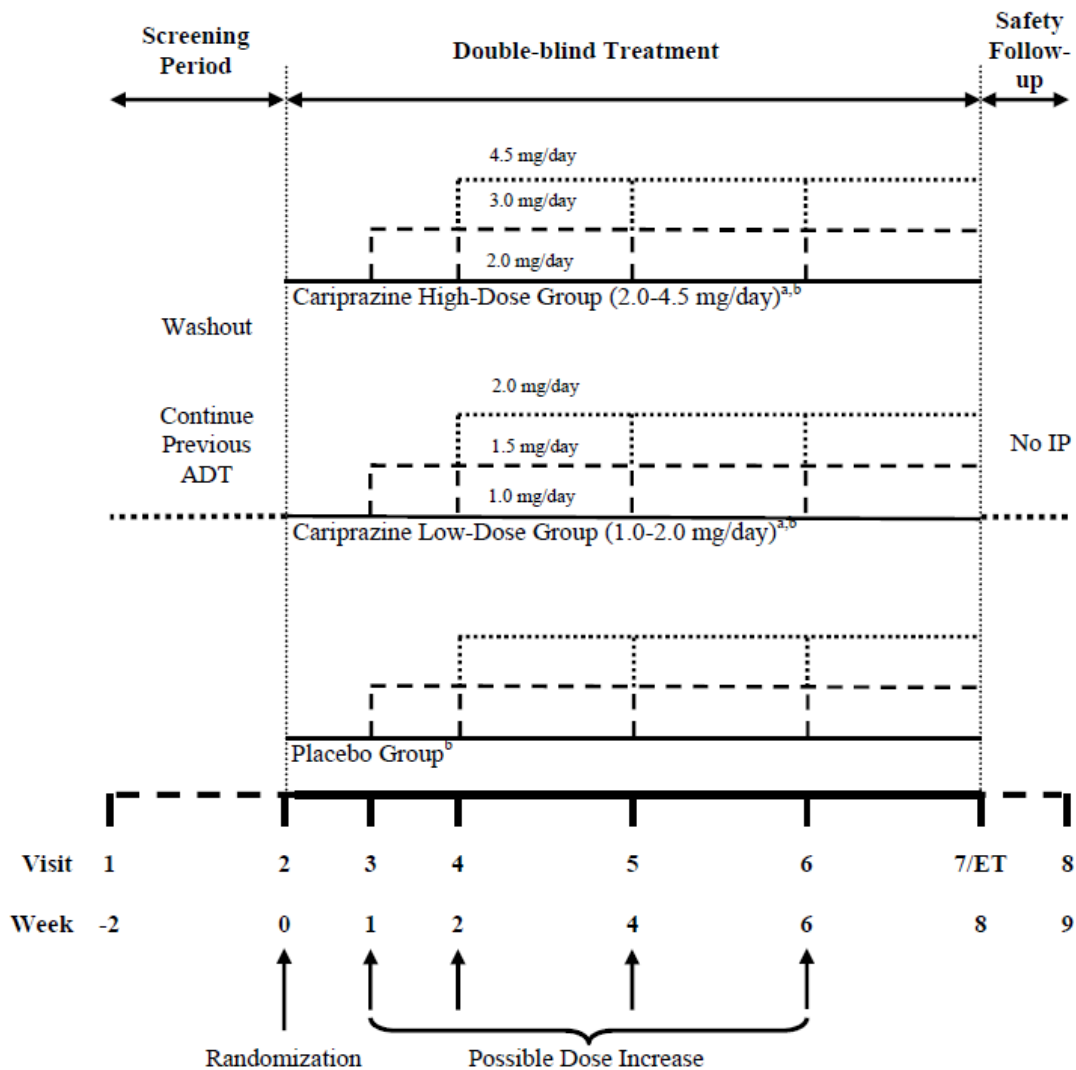 Screening
Period
Double-blind Treatment
Safety
Follow-
up
4.5 mg/day
3.0 mg/day
2.0 mg/day
Cariprazine High-Dose Group (2.0-4.5 mg/day)a,b
Washout
Continue
Previous
ADT
2.0 mg/day
1.5 mg/day
1.0 mg/day
Cariprazine Low-Dose Group (1.0-2.0 mg/day)a,b
No IP
Placebo Groupb
Visit 1 2 3 4 5 6 7/ET 8
Week -2 0 1 2 4 6 8 9
Randomization
Possible Dose Increase